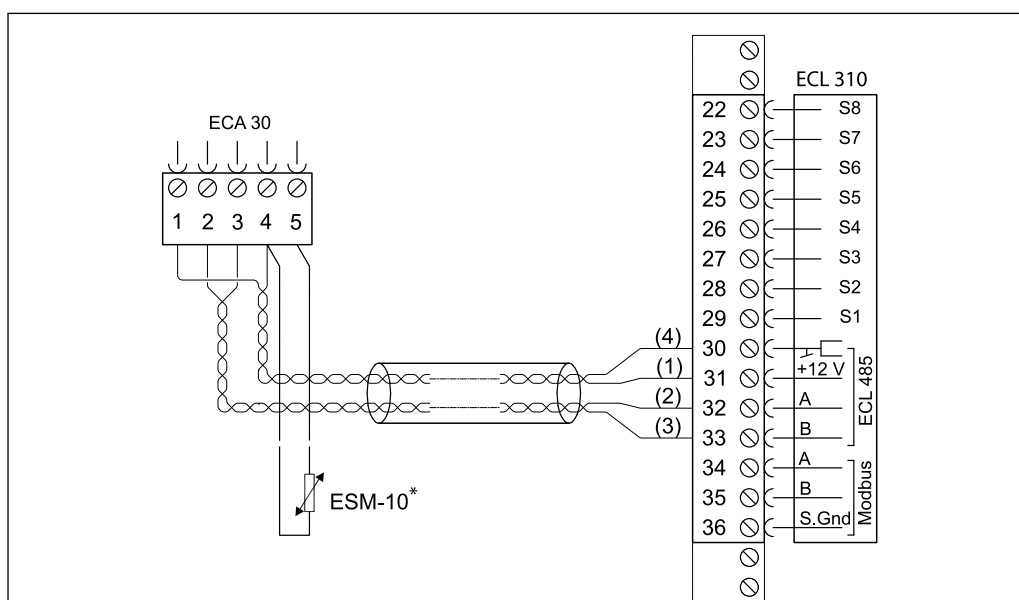 ECA 30
1 2 3 4 5
ESM-10*
ECL 310
22 S8
23 S7
24 S6
25 S5
26 S4
27 S3
28 S2
29 S1
(4) 30
(1) 31 +12 V
(2) 32 A
(3) 33 B
ECL 485
34 A
35 B
36 S.Gnd
Modbus